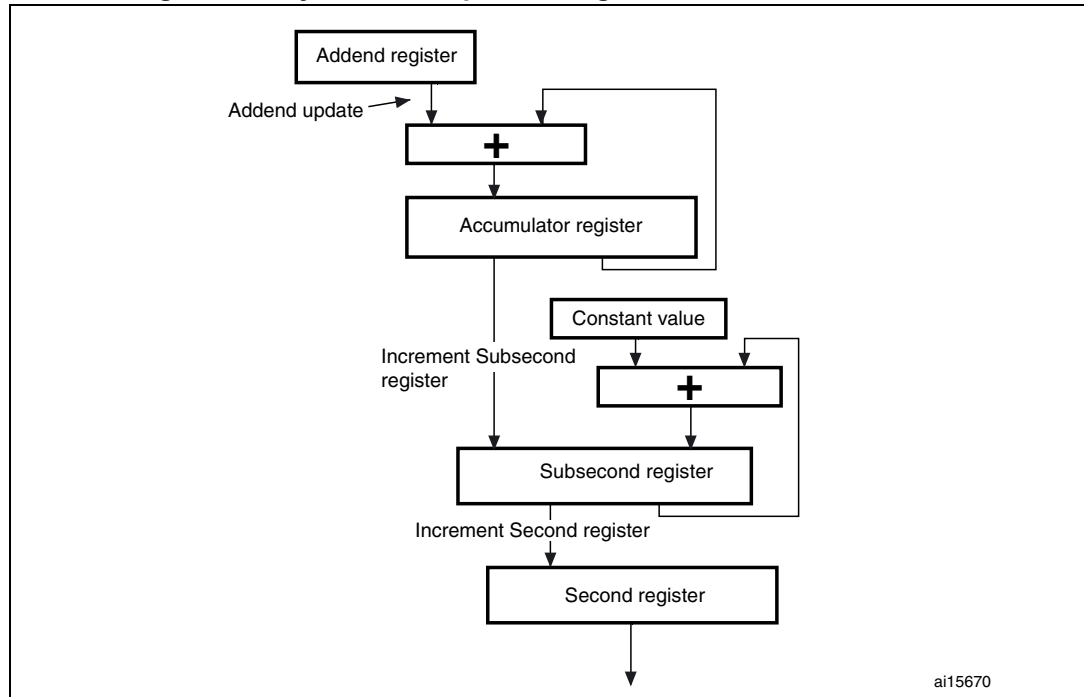 Addend register
Addend update
+
Accumulator register
Constant value
Increment Subsecond
register
+
Subsecond register
Increment Second register
Second register
ai15670